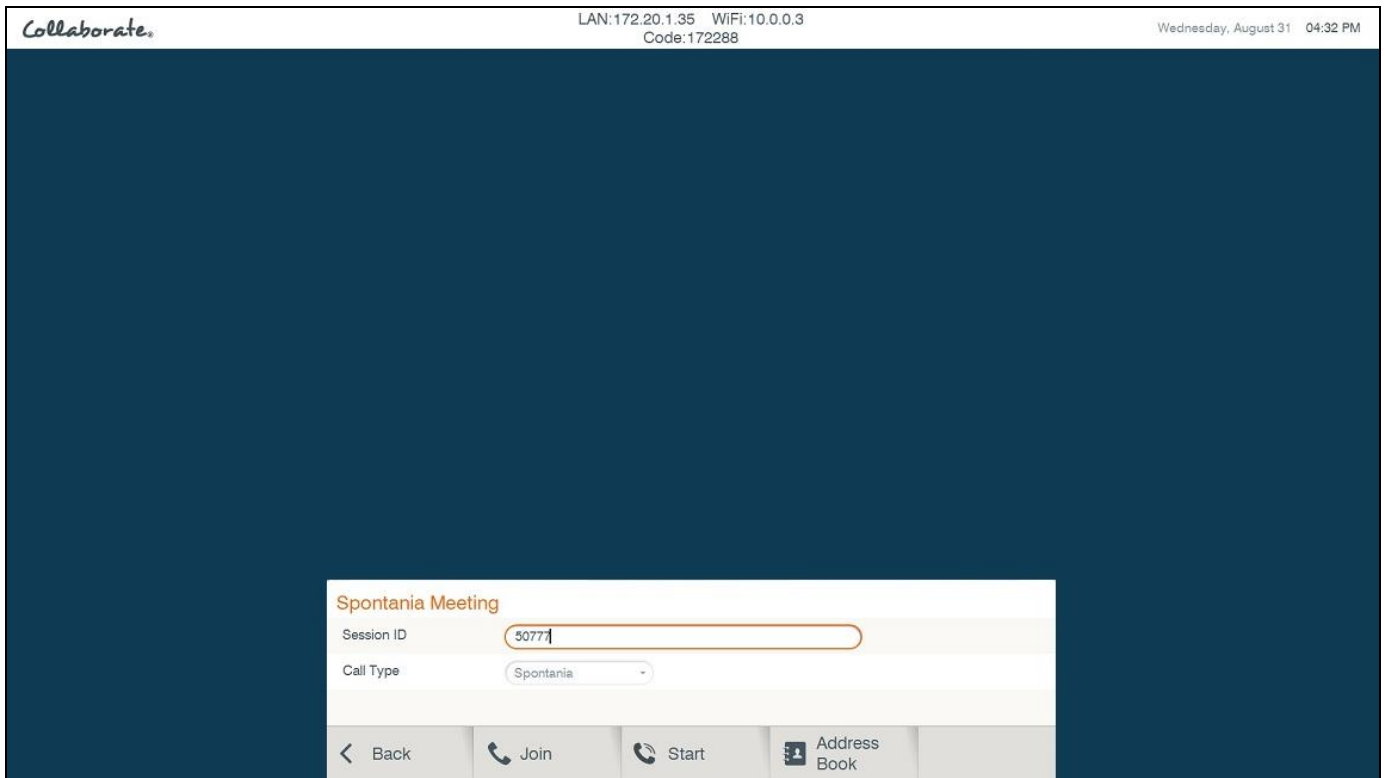 Collaborate®
LAN:172.20.1.35 WiFi:10.0.0.3
Code:172288
Wednesday, August 31 04:32 PM
Spontania Meeting
Session ID 50777
Call Type Spontania
Back Join Start Address
Book